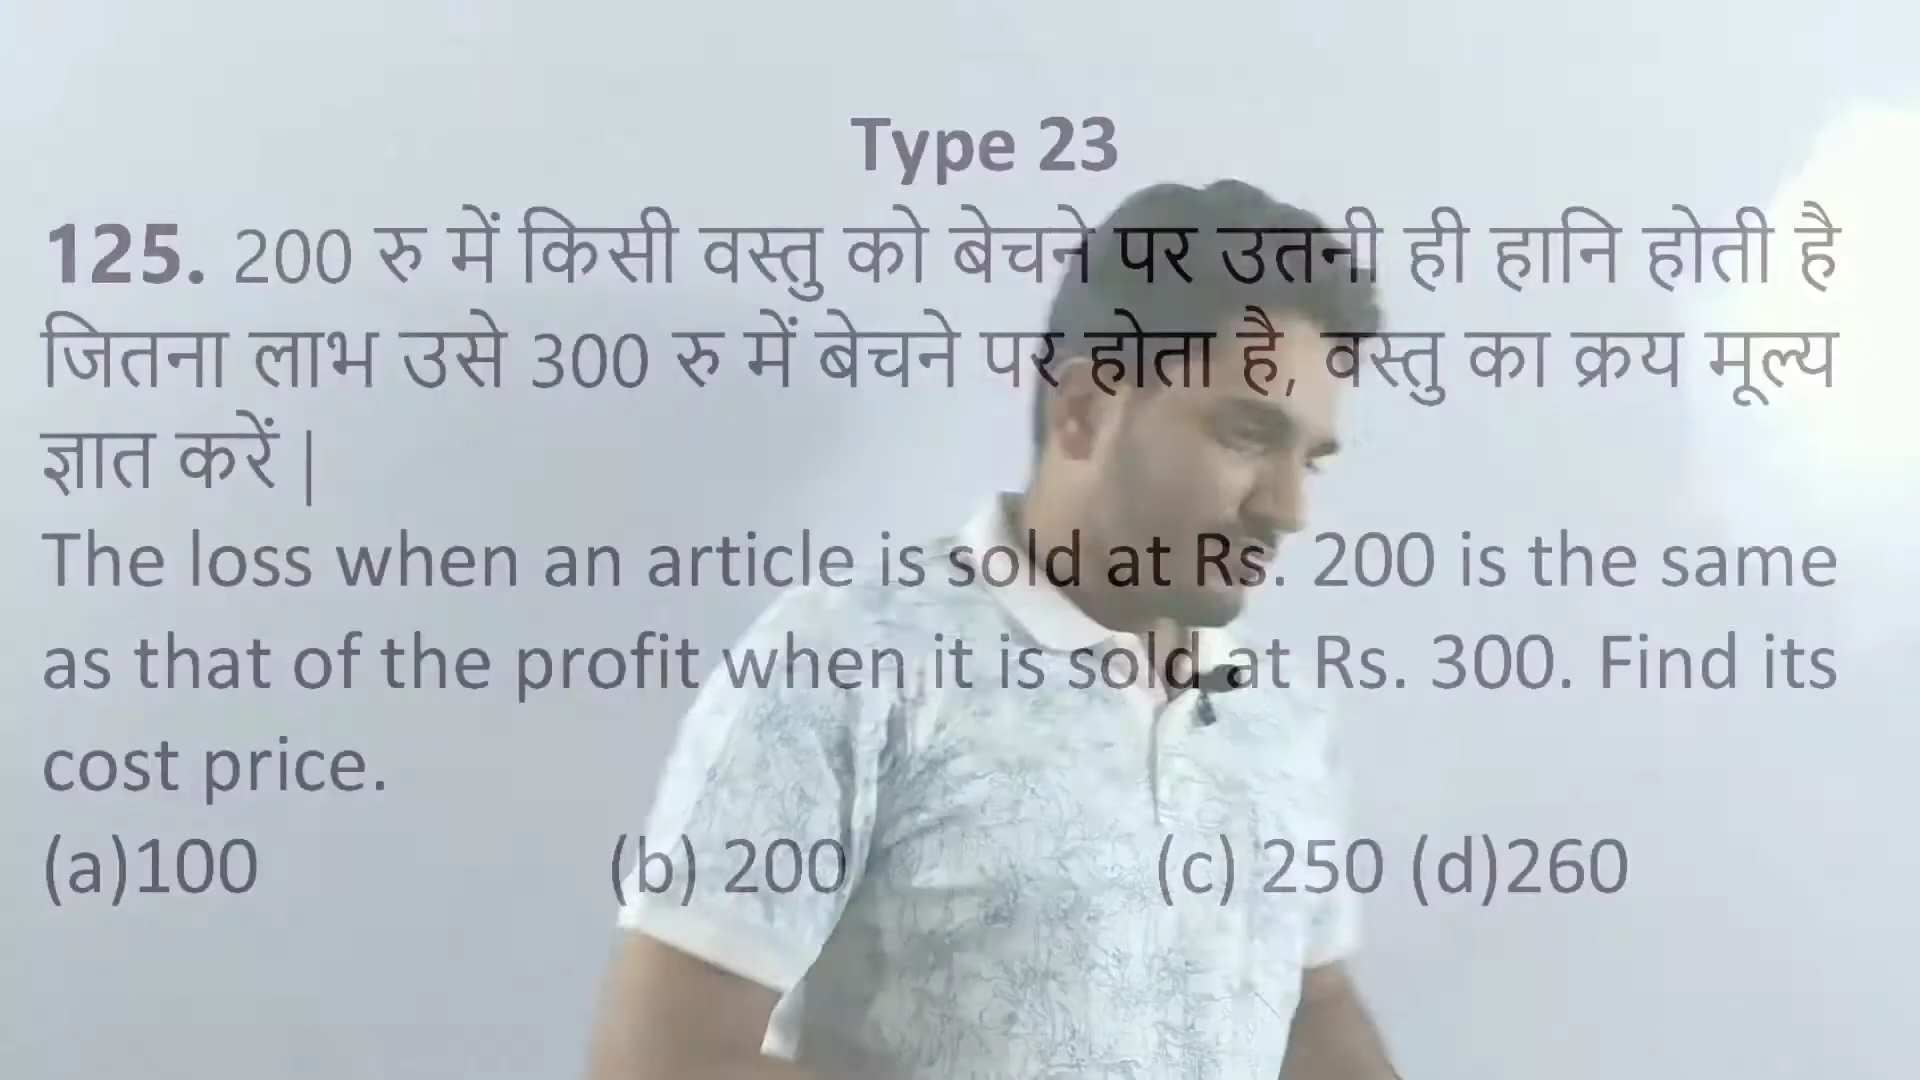 Type 23
125. 200 रु में किसी वस्तु को बेचने पर उतनी ही हानि होती है
जितना लाभ उसे 300 रु में बेचने पर होता है, वस्तु का क्रय मूल्य
ज्ञात करें |
The loss when an article is sold at Rs. 200 is the same
as that of the profit when it is sold at Rs. 300. Find its
cost price.
(a)100 (b) 200 (c) 250 (d)260